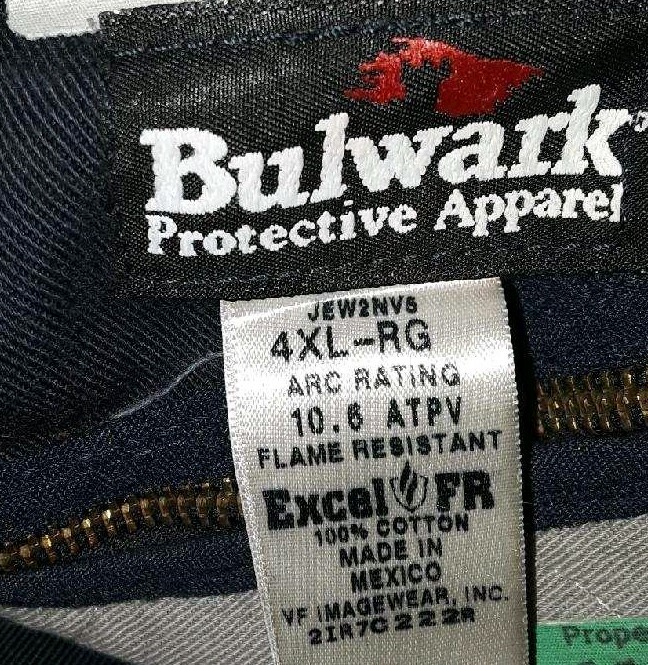 Bulwark
Protective Apparel
JEW2NV5
4XL-RG
ARC RATING
10.6 ATPV
FLAME RESISTANT
Excel FR
100% COTTON
MADE IN
MEXICO
VF IMAGEWEAR, INC.
2IR7C222R